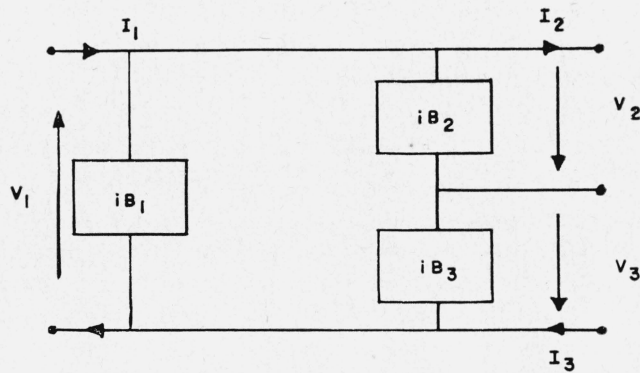 I₁
I₂
V₁
iB₁
iB₂
iB₃
V₂
V₃
I₃